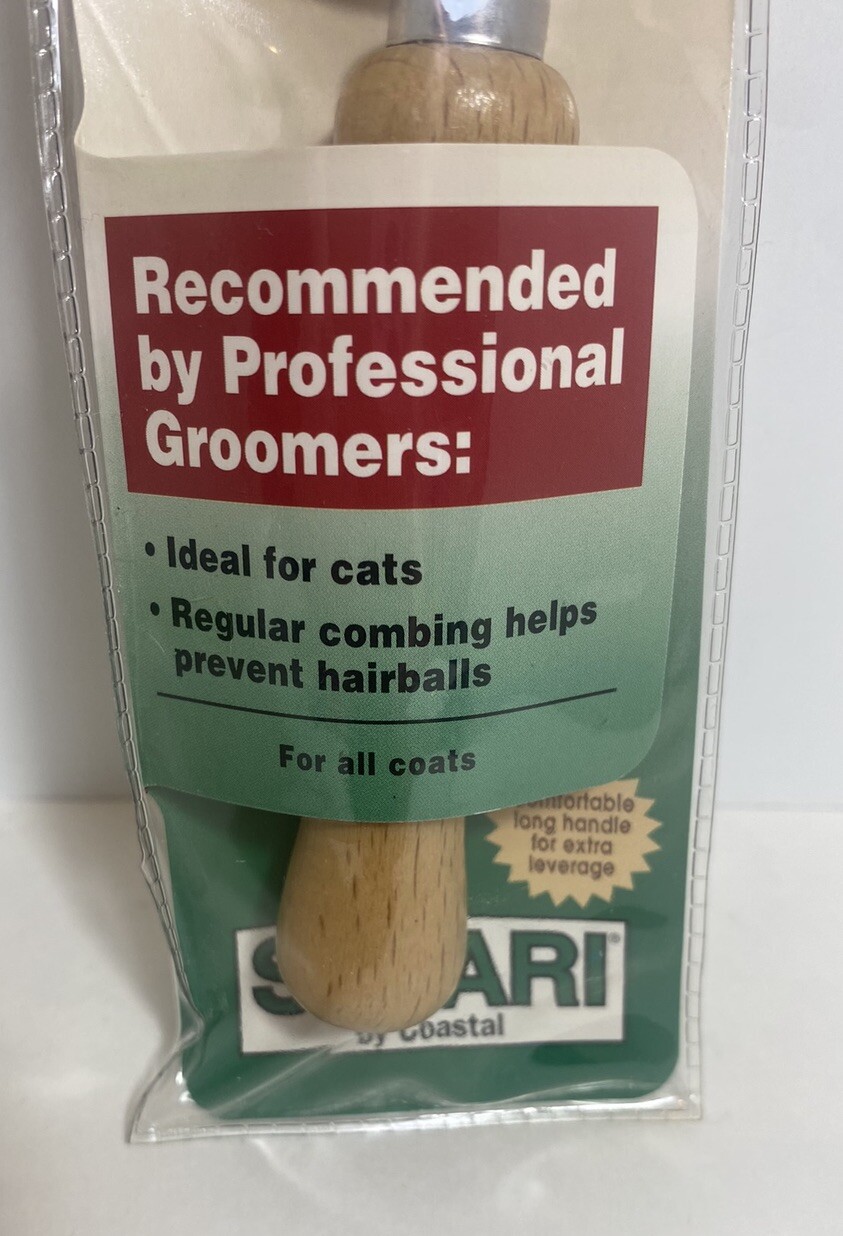 Recommended
by Professional
Groomers:
• Ideal for cats
• Regular combing helps
prevent hairballs
For all coats
long handle
for extra
leverage
by Coastal